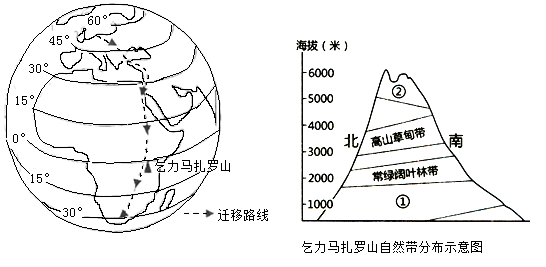 60°
45°
30°
15°
0°
15°
30°
乞力马扎罗山
迁移路线
海拔（米）
6000
5000
4000
3000
2000
1000
北
南
②
高山草甸带
常绿阔叶林带
①
乞力马扎罗山自然带分布示意图